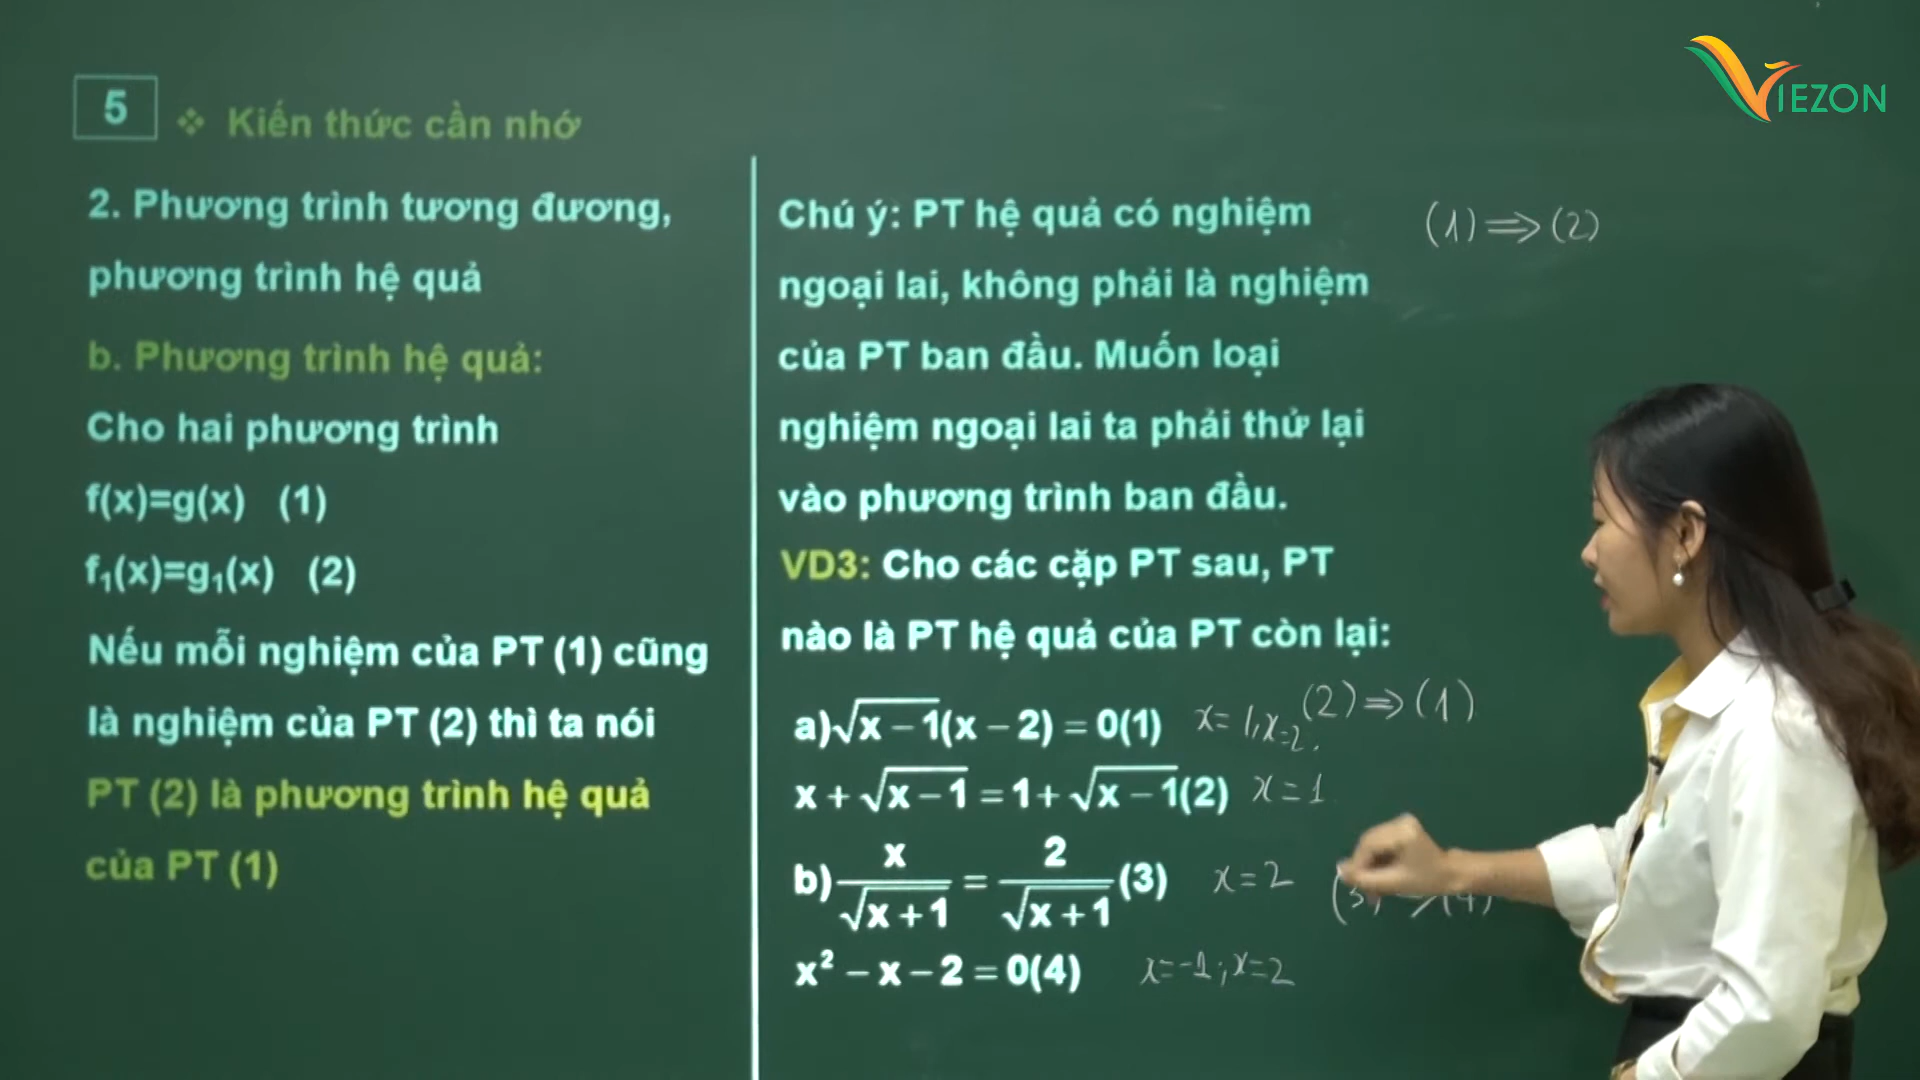 VIEZON
5
❖ Kiến thức cần nhớ
2. Phương trình tương đương,
phương trình hệ quả
b. Phương trình hệ quả:
Cho hai phương trình
f(x)=g(x) (1)
f₁(x)=g₁(x) (2)
Nếu mỗi nghiệm của PT (1) cũng
là nghiệm của PT (2) thì ta nói
PT (2) là phương trình hệ quả
của PT (1)
Chú ý: PT hệ quả có nghiệm
ngoại lai, không phải là nghiệm
của PT ban đầu. Muốn loại
nghiệm ngoại lai ta phải thử lại
vào phương trình ban đầu.
(1) ⇒ (2)
VD3: Cho các cặp PT sau, PT
nào là PT hệ quả của PT còn lại:
a) √(x – 1)(x – 2) = 0(1) x = 1, x = 2. (2) ⇒ (1)
x + √(x – 1) = 1 + √(x – 1)(2) x = 1
b) x/√(x + 1) = 2/√(x + 1) (3) x = 2
x² – x – 2 = 0(4) x = -1; x = 2